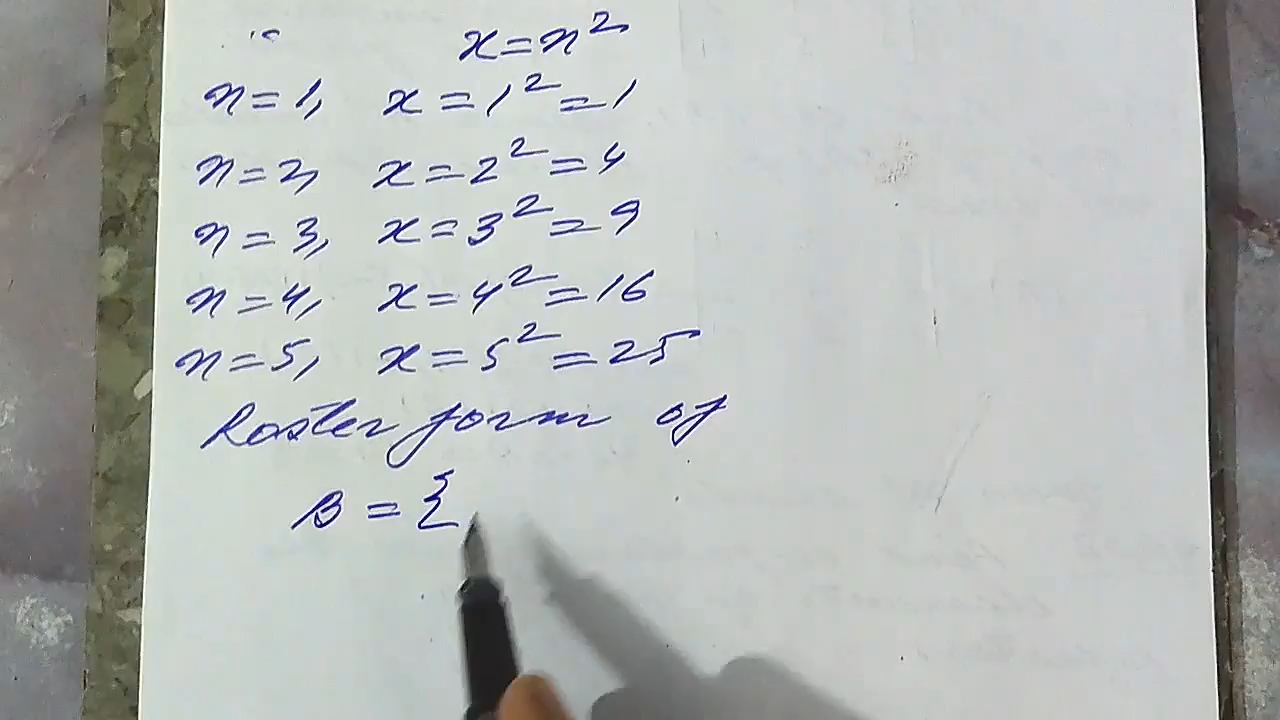 x=n²
n=1, x=1²=1
n=2, x=2²=4
n=3, x=3²=9
n=4, x=4²=16
n=5, x=5²=25
Roster form of
B={